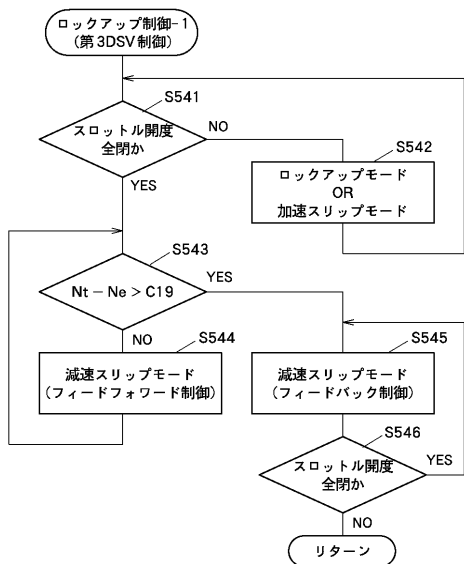 ロックアップ制御-1
(第3DSV制御)
S541
スロットル開度
全閉か
NO
YES
S542
ロックアップモード
OR
加速スリップモード
S543
Nt－Ne＞C19
YES
NO
S544
減速スリップモード
(フィードフォワード制御)
S545
減速スリップモード
(フィードバック制御)
S546
スロットル開度
全閉か
YES
NO
リターン